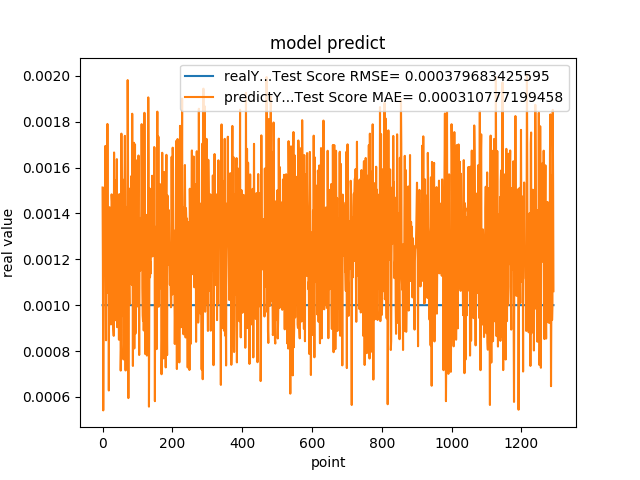 model predict
realY...Test Score RMSE= 0.000379683425595
predictY...Test Score MAE= 0.000310777199458
real value
0.0020
0.0018
0.0016
0.0014
0.0012
0.0010
0.0008
0.0006
0 200 400 600 800 1000 1200
point